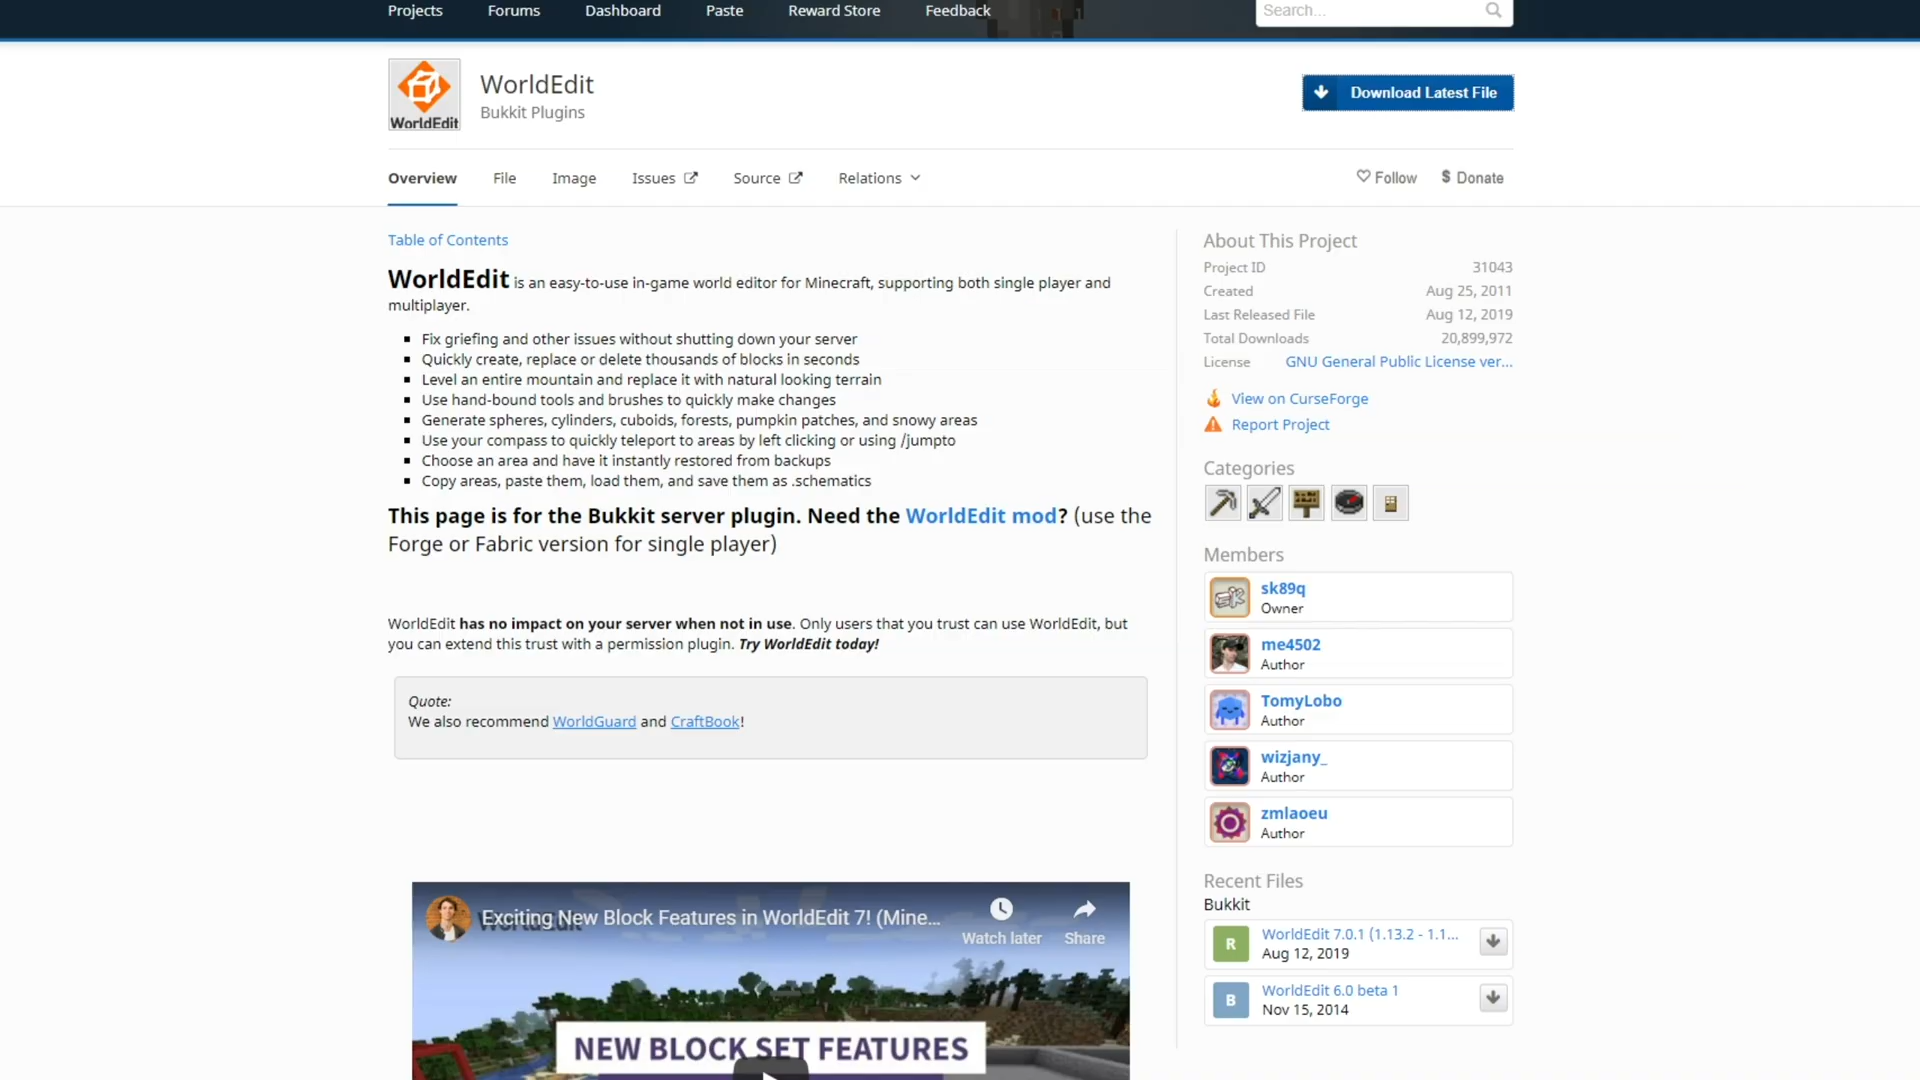 Projects Forums Dashboard Paste Reward Store Feedback Search...
WorldEdit
WorldEdit
Bukkit Plugins
Download Latest File
Overview File Image Issues Source Relations
Follow $ Donate
Table of Contents
WorldEdit is an easy-to-use in-game world editor for Minecraft, supporting both single player and
multiplayer.
Fix griefing and other issues without shutting down your server
Quickly create, replace or delete thousands of blocks in seconds
Level an entire mountain and replace it with natural looking terrain
Use hand-bound tools and brushes to quickly make changes
Generate spheres, cylinders, cuboids, forests, pumpkin patches, and snowy areas
Use your compass to quickly teleport to areas by left clicking or using /jumpto
Choose an area and have it instantly restored from backups
Copy areas, paste them, load them, and save them as .schematics
This page is for the Bukkit server plugin. Need the WorldEdit mod? (use the
Forge or Fabric version for single player)
WorldEdit has no impact on your server when not in use. Only users that you trust can use WorldEdit, but
you can extend this trust with a permission plugin. Try WorldEdit today!
Quote:
We also recommend WorldGuard and CraftBook!
Exciting New Block Features in WorldEdit 7! (Mine...
WorldEdit
Watch later Share
NEW BLOCK SET FEATURES
About This Project
Project ID 31043
Created Aug 25, 2011
Last Released File Aug 12, 2019
Total Downloads 20,899,972
License GNU General Public License ver...
View on CurseForge
Report Project
Categories
Members
sk89q
Owner
me4502
Author
TomyLobo
Author
wizjany_
Author
zmlaoeu
Author
Recent Files
Bukkit
R WorldEdit 7.0.1 (1.13.2 - 1.1...
Aug 12, 2019
B WorldEdit 6.0 beta 1
Nov 15, 2014